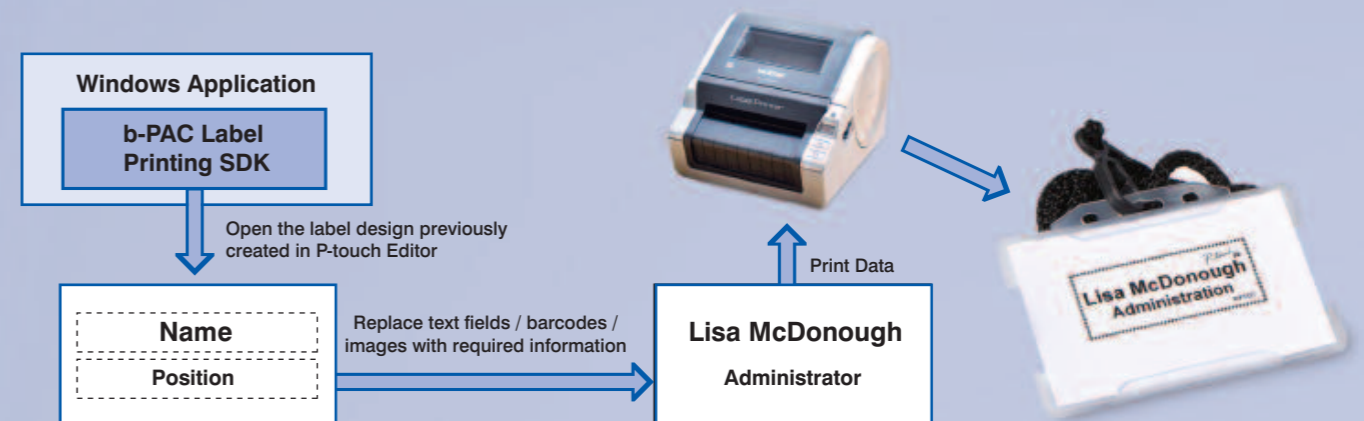 Windows Application
b-PAC Label
Printing SDK
Open the label design previously
created in P-touch Editor
Name
Position
Replace text fields / barcodes /
images with required information
Lisa McDonough
Administrator
Print Data
Lisa McDonough
Administration